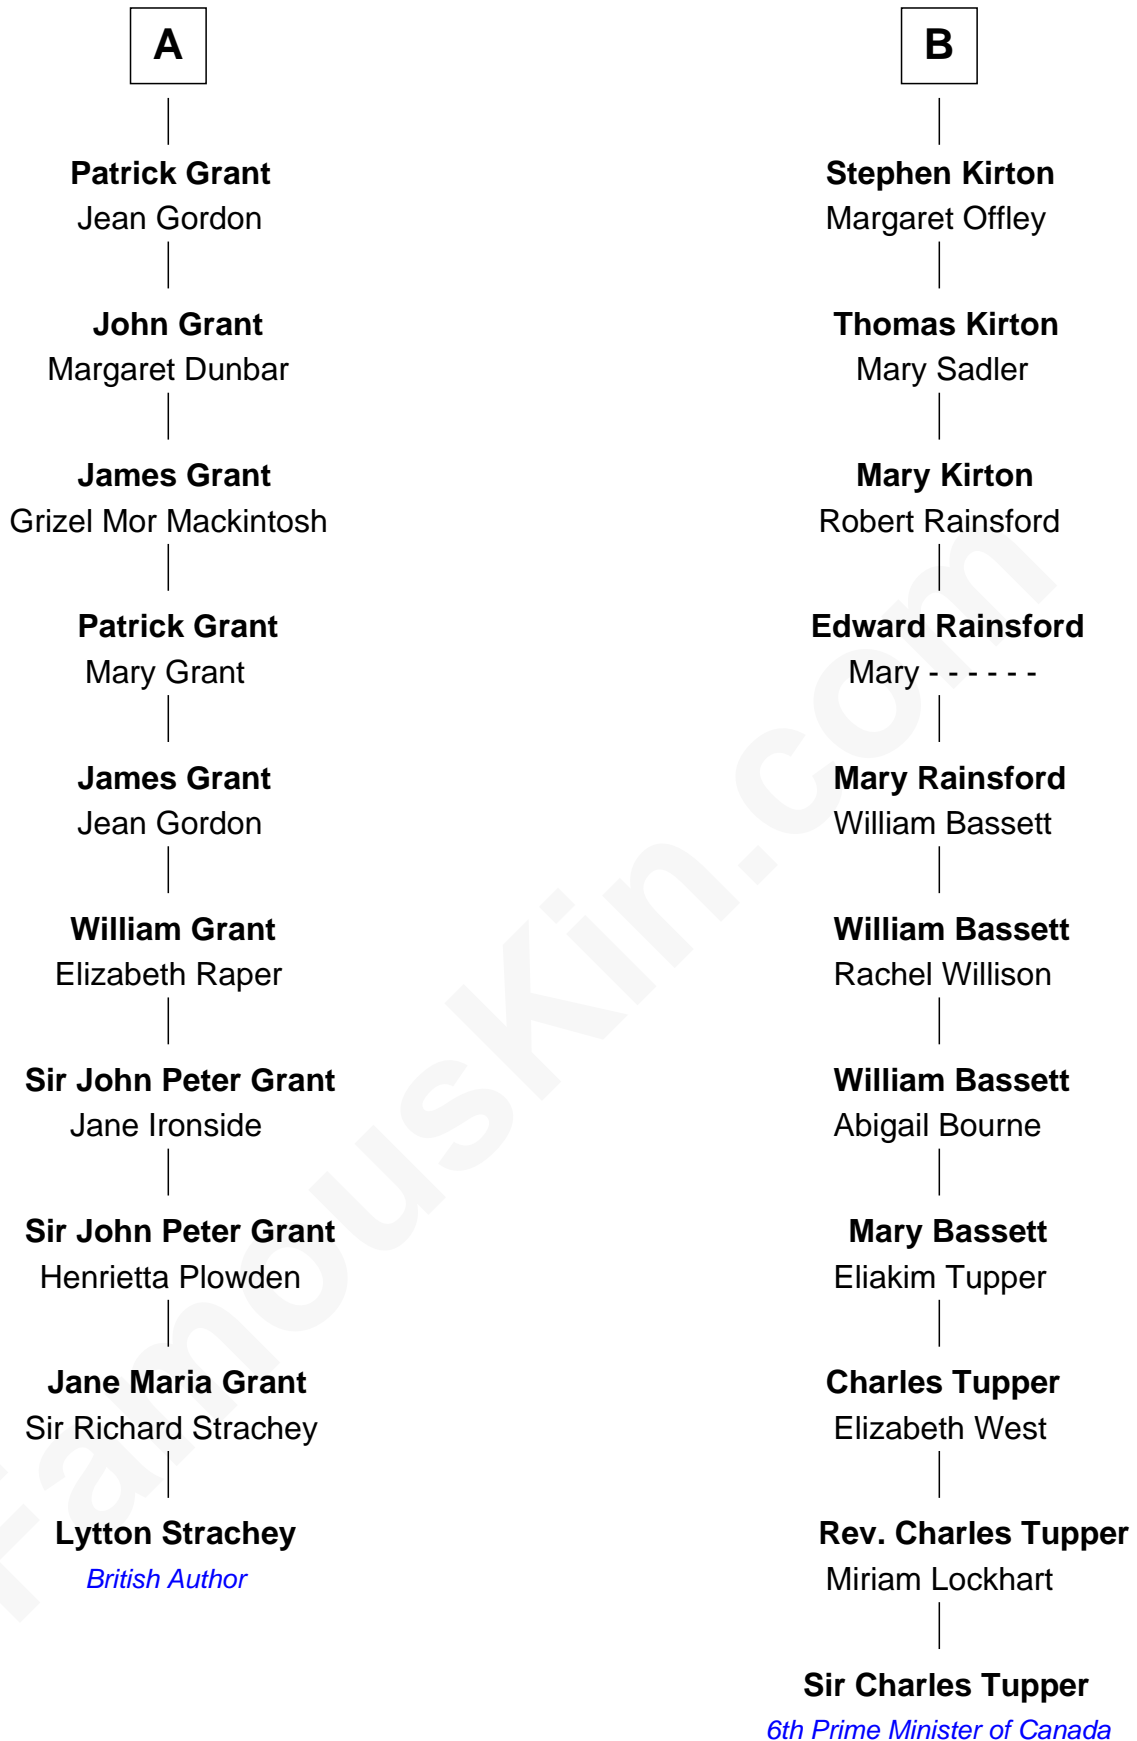 A
Patrick Grant
Jean Gordon
John Grant
Margaret Dunbar
James Grant
Grizel Mor Mackintosh
Patrick Grant
Mary Grant
James Grant
Jean Gordon
William Grant
Elizabeth Raper
Sir John Peter Grant
Jane Ironside
Sir John Peter Grant
Henrietta Plowden
Jane Maria Grant
Sir Richard Strachey
Lytton Strachey
British Author
B
Stephen Kirton
Margaret Offley
Thomas Kirton
Mary Sadler
Mary Kirton
Robert Rainsford
Edward Rainsford
Mary - - - - - -
Mary Rainsford
William Bassett
William Bassett
Rachel Willison
William Bassett
Abigail Bourne
Mary Bassett
Eliakim Tupper
Charles Tupper
Elizabeth West
Rev. Charles Tupper
Miriam Lockhart
Sir Charles Tupper
6th Prime Minister of Canada
FamousKin.com